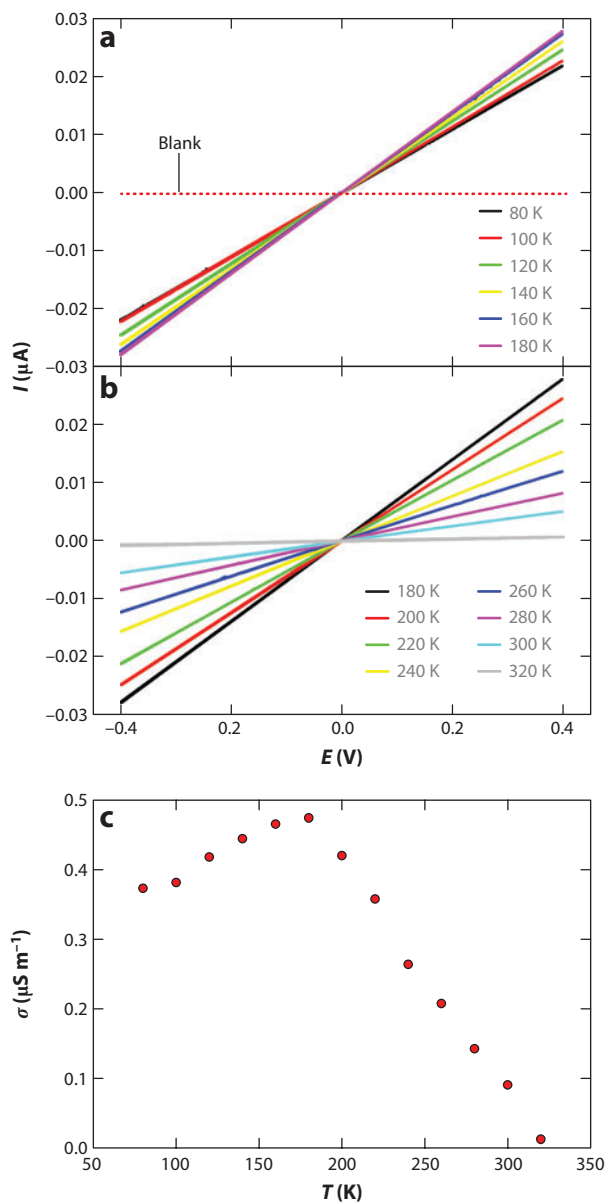 a
0.03
0.02
0.01
0.00
−0.01
−0.02
−0.03
Blank
80 K
100 K
120 K
140 K
160 K
180 K
I (μA)
b
0.03
0.02
0.01
0.00
−0.01
−0.02
−0.03
180 K
200 K
220 K
240 K
260 K
280 K
300 K
320 K
−0.4
0.2
0.0
0.2
0.4
E (V)
c
0.5
0.4
0.3
0.2
0.1
0.0
σ (μS m⁻¹)
50
100
150
200
250
300
350
T (K)